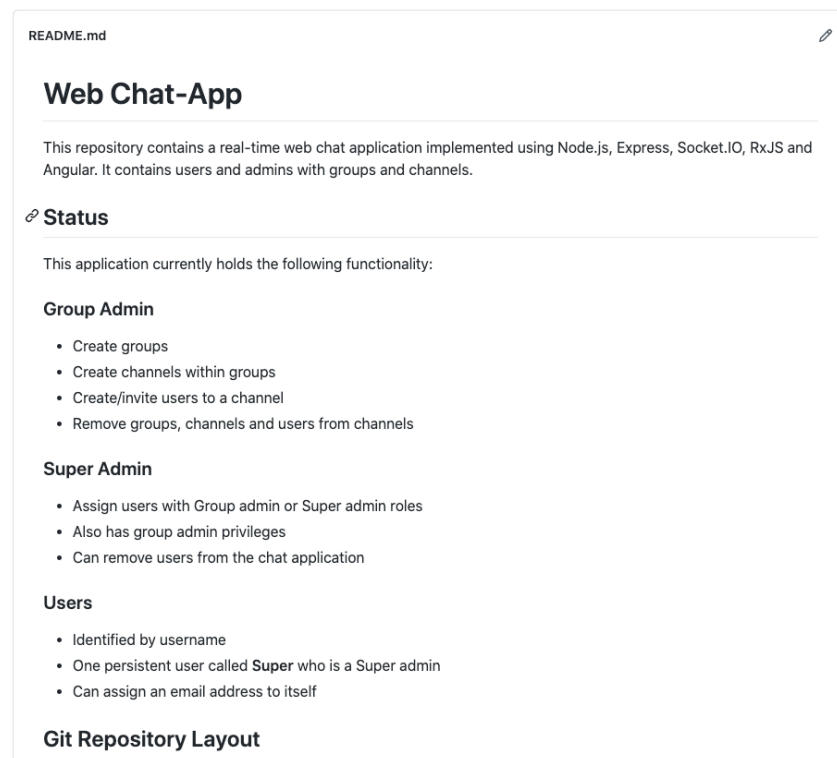 README.md
Web Chat-App
This repository contains a real-time web chat application implemented using Node.js, Express, Socket.IO, RxJS and
Angular. It contains users and admins with groups and channels.
Status
This application currently holds the following functionality:
Group Admin
• Create groups
• Create channels within groups
• Create/invite users to a channel
• Remove groups, channels and users from channels
Super Admin
• Assign users with Group admin or Super admin roles
• Also has group admin privileges
• Can remove users from the chat application
Users
• Identified by username
• One persistent user called Super who is a Super admin
• Can assign an email address to itself
Git Repository Layout